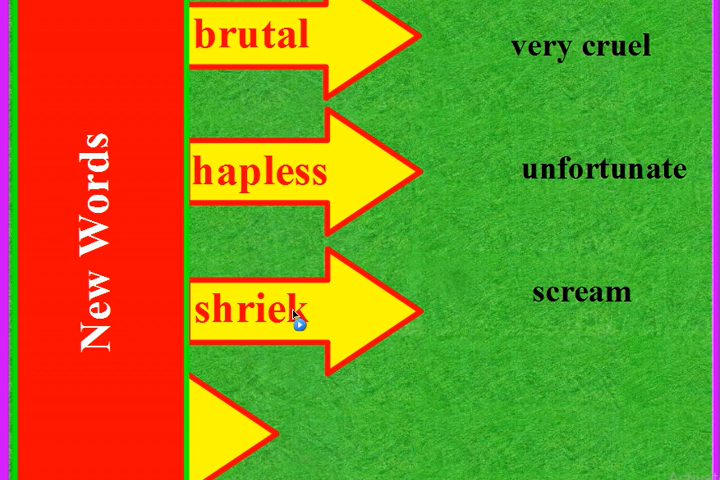 New Words
brutal
very cruel
hapless
unfortunate
shriek
scream